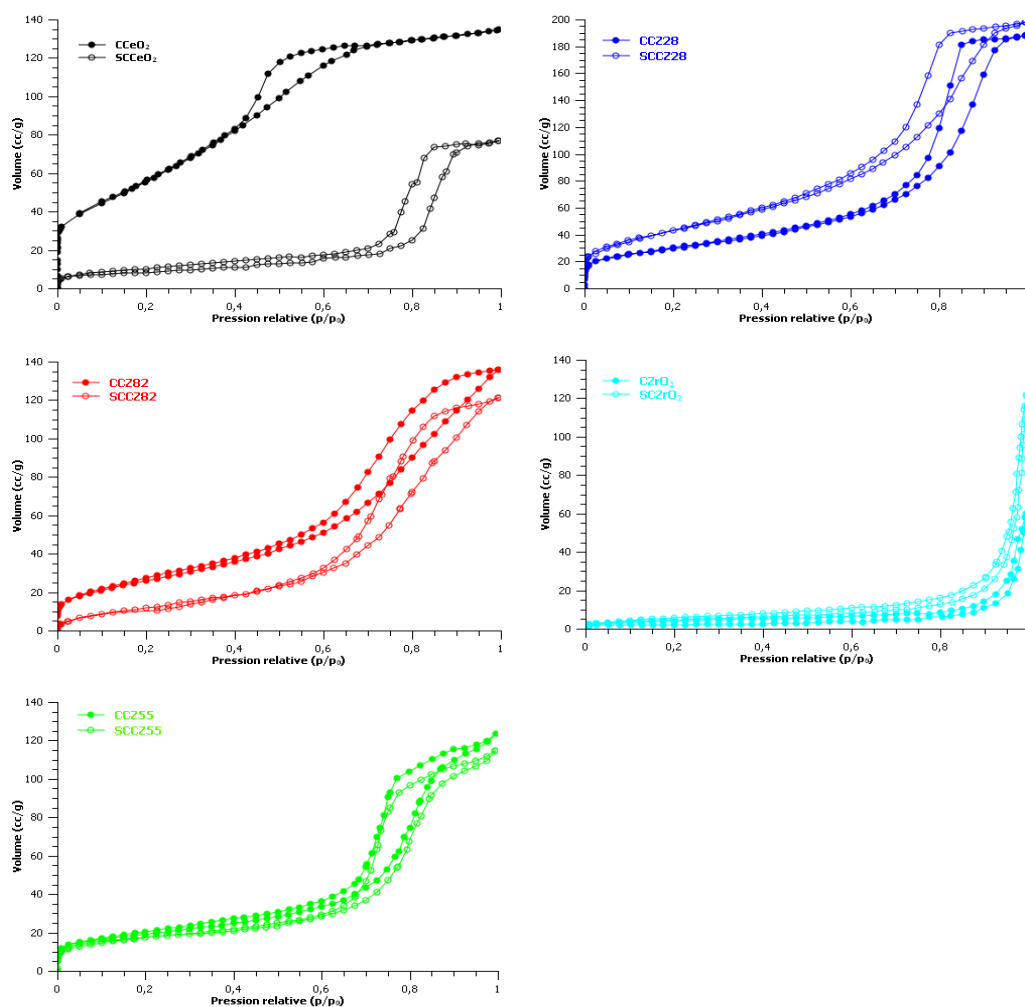 140
120
100
80
60
40
20
0
Volume (cc/g)
CCeO₂
SCCeO₂
0 0,2 0,4 0,6 0,8 1
Pression relative (p/p₀)
200
180
160
140
120
100
80
60
40
20
0
Volume (cc/g)
CCZ28
SCCZ28
0 0,2 0,4 0,6 0,8
Pression relative (p/p₀)
140
120
100
80
60
40
20
0
Volume (cc/g)
CCZ82
SCCZ82
0 0,2 0,4 0,6 0,8 1
Pression relative (p/p₀)
140
120
100
80
60
40
20
0
Volume (cc/g)
CZrO₂
SCZrO₂
0 0,2 0,4 0,6 0,8
Pression relative (p/p₀)
140
120
100
80
60
40
20
0
Volume (cc/g)
CCZ55
SCCZ55
0 0,2 0,4 0,6 0,8 1
Pression relative (p/p₀)